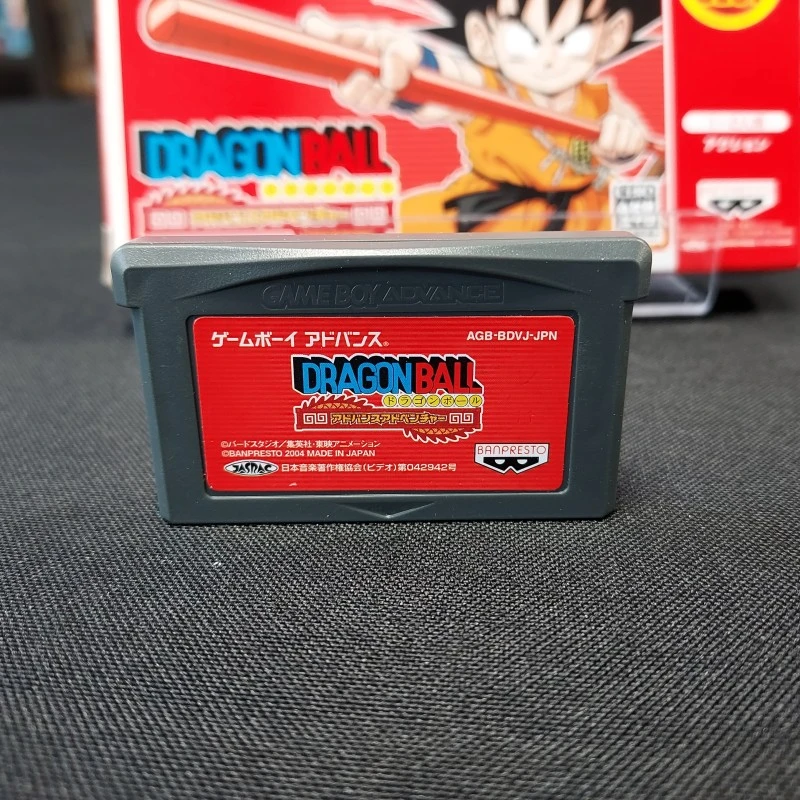 DRAGON BALL
アクション
GAME BOY ADVANCE
ゲームボーイ アドバンス®
AGB-BDVJ-JPN
DRAGON BALL
ドラゴンボール
アドバンスアドベンチャー
©バードスタジオ/集英社・東映アニメーション
©BANPRESTO 2004 MADE IN JAPAN
BANPRESTO
JASRAC
日本音楽著作権協会(ビデオ)第042942号